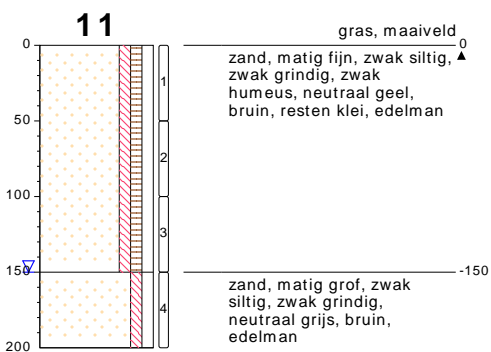 11
gras, maaiveld
0
0
zand, matig fijn, zwak siltig,
zwak grindig, zwak
humeus, neutraal geel,
bruin, resten klei, edelman
1
50
2
100
3
150
-150
zand, matig grof, zwak
siltig, zwak grindig,
neutraal grijs, bruin,
edelman
4
200